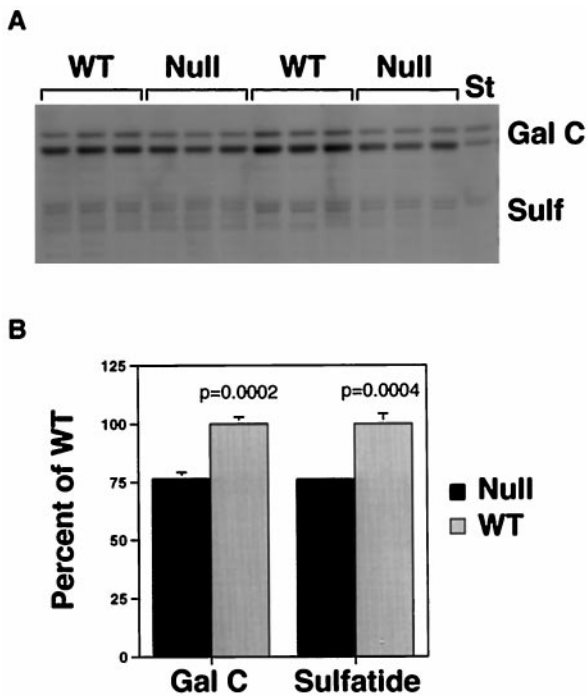 A
WT Null WT Null St
Gal C
Sulf
B
Percent of WT
125
100
75
50
25
0
p=0.0002 p=0.0004
Null
WT
Gal C Sulfatide